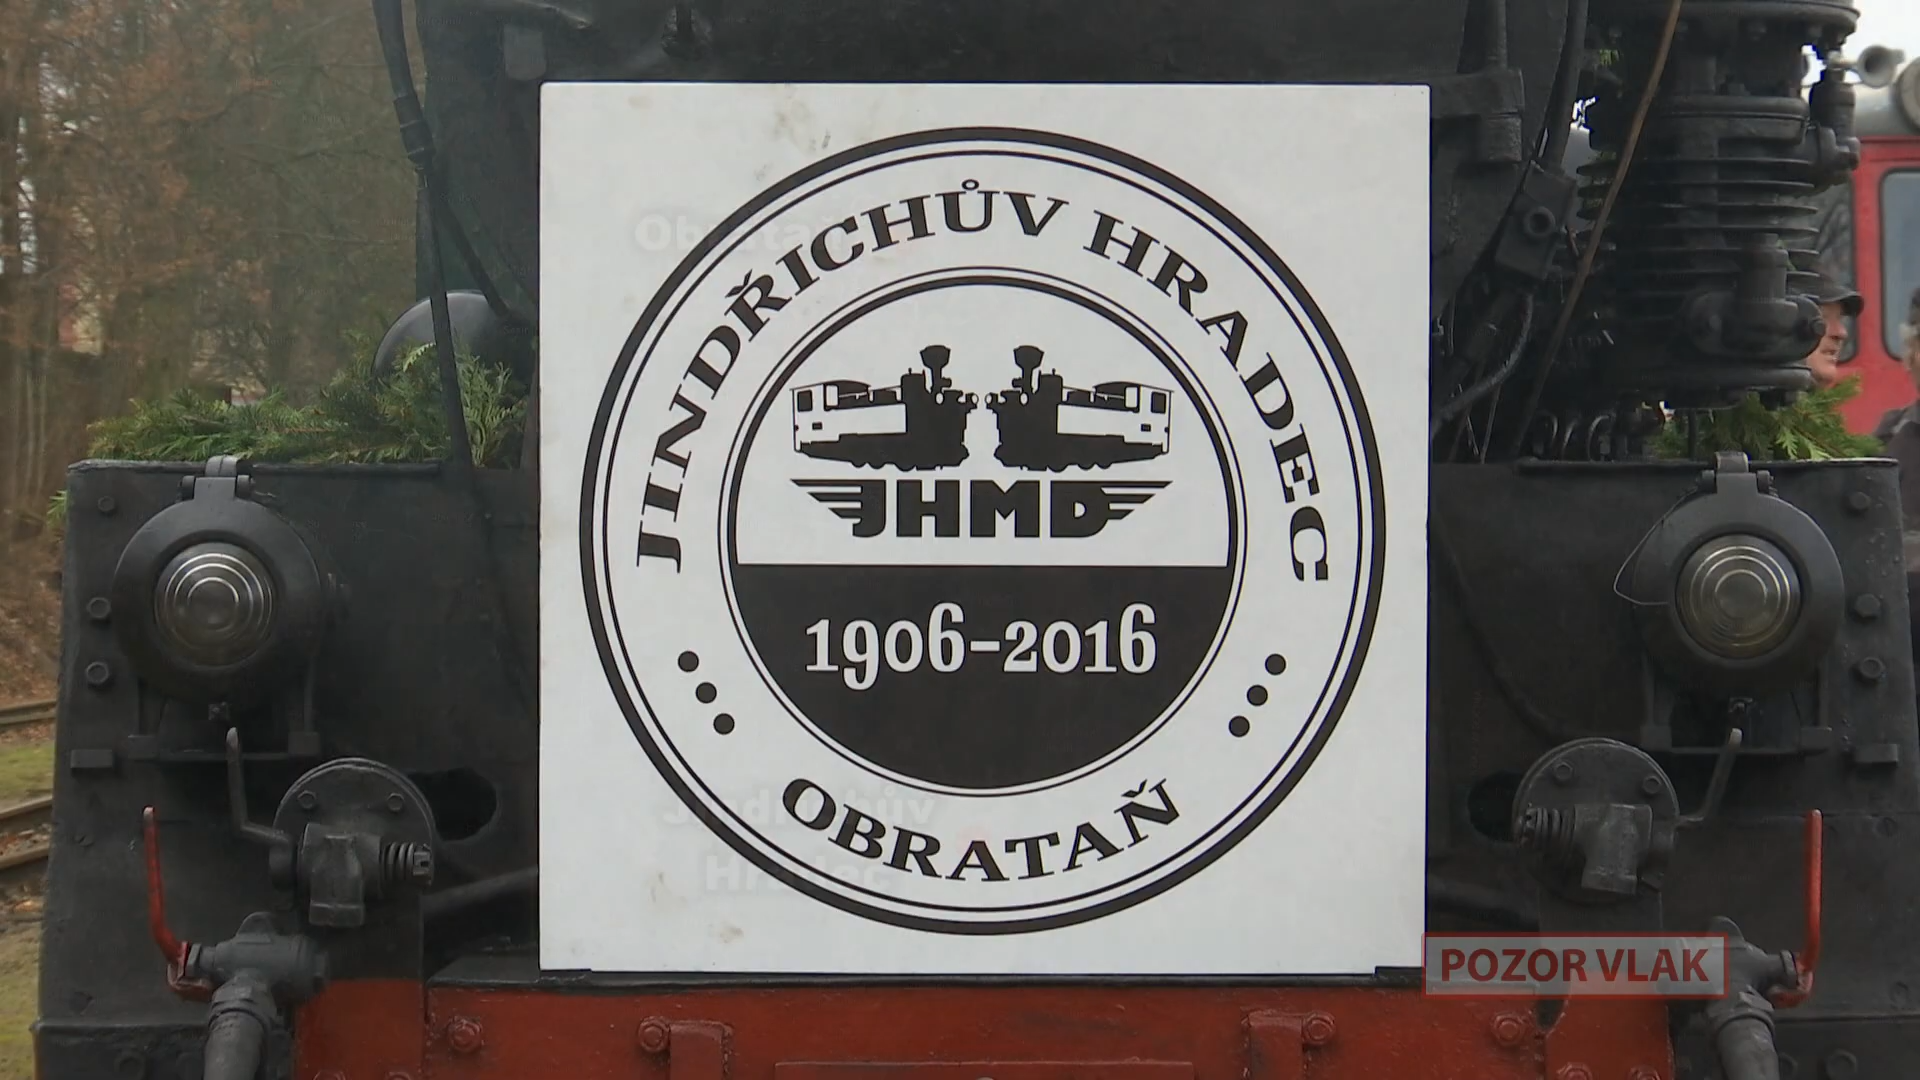 JINDŘICHŮV HRADEC
JHMD
1906-2016
OBRATAŇ
POZOR VLAK